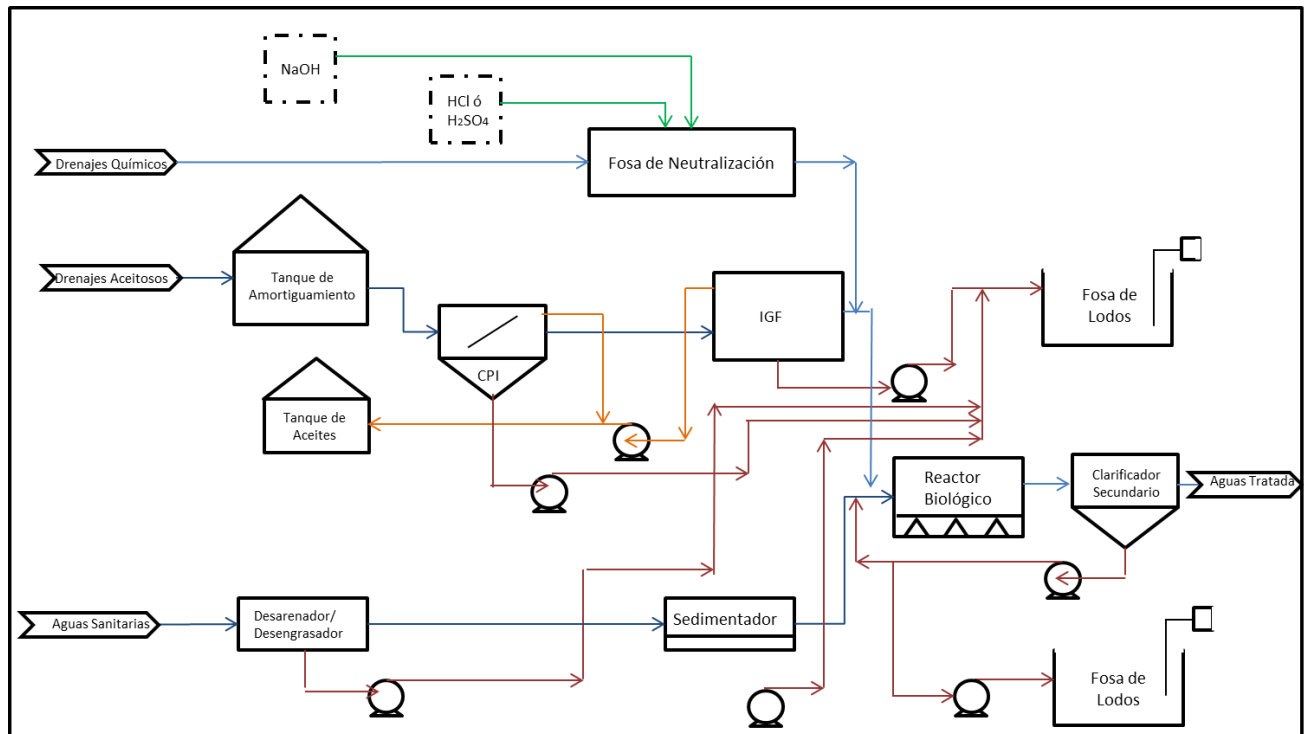 NaOH
HCl ó
H₂SO₄
Drenajes Químicos
Fosa de Neutralización
Drenajes Aceitosos
Tanque de
Amortiguamiento
CPI
IGF
Fosa de
Lodos
Tanque de
Aceites
Reactor
Biológico
Clarificador
Secundario
Aguas Tratada
Aguas Sanitarias
Desarenador/
Desengrasador
Sedimentador
Fosa de
Lodos